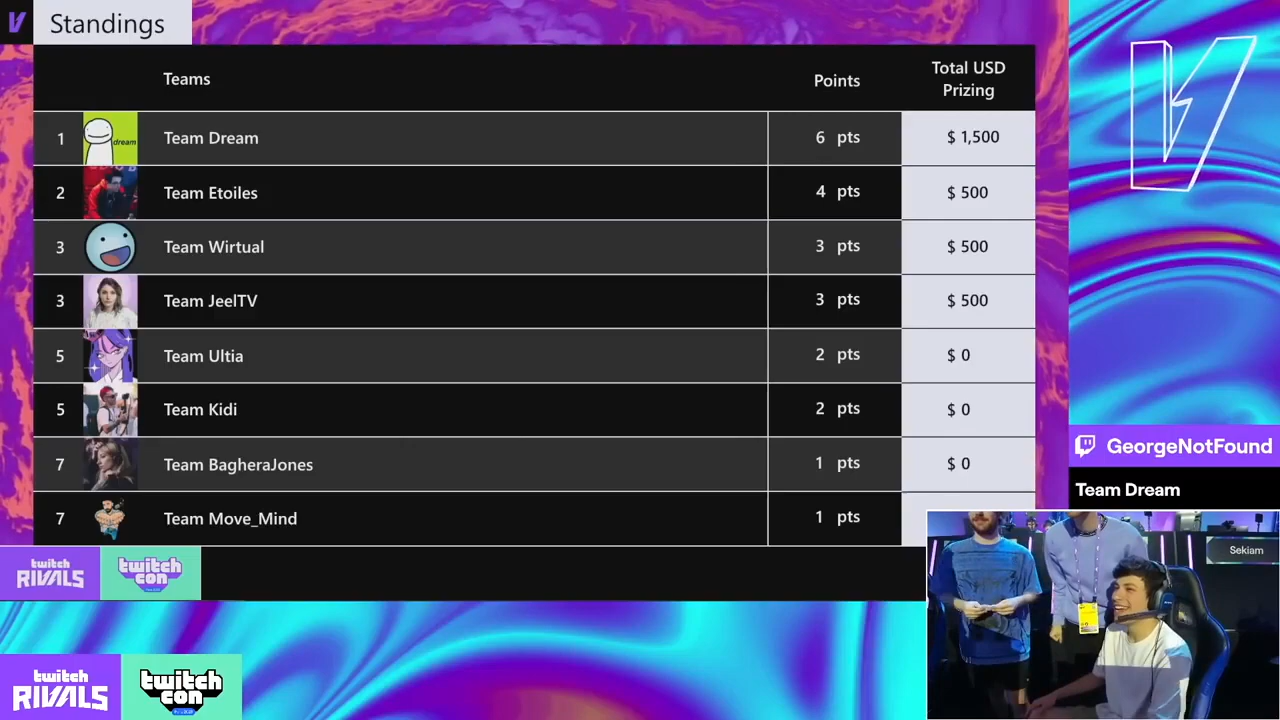 Standings
Teams Points Total USD Prizing
1 dream Team Dream 6 pts $ 1,500
2 Team Etoiles 4 pts $ 500
3 Team Wirtual 3 pts $ 500
3 Team JeelTV 3 pts $ 500
5 Team Ultia 2 pts $ 0
5 Team Kidi 2 pts $ 0
7 Team BagheraJones 1 pts $ 0
7 Team Move_Mind 1 pts
twitch RIVALS
twitch con
GeorgeNotFound
Team Dream
Sekiam
twitch RIVALS
twitch con